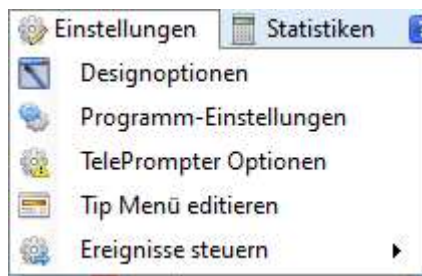 Einstellungen Statistiken
Designoptionen
Programm-Einstellungen
TelePrompter Optionen
Tip Menü editieren
Ereignisse steuern